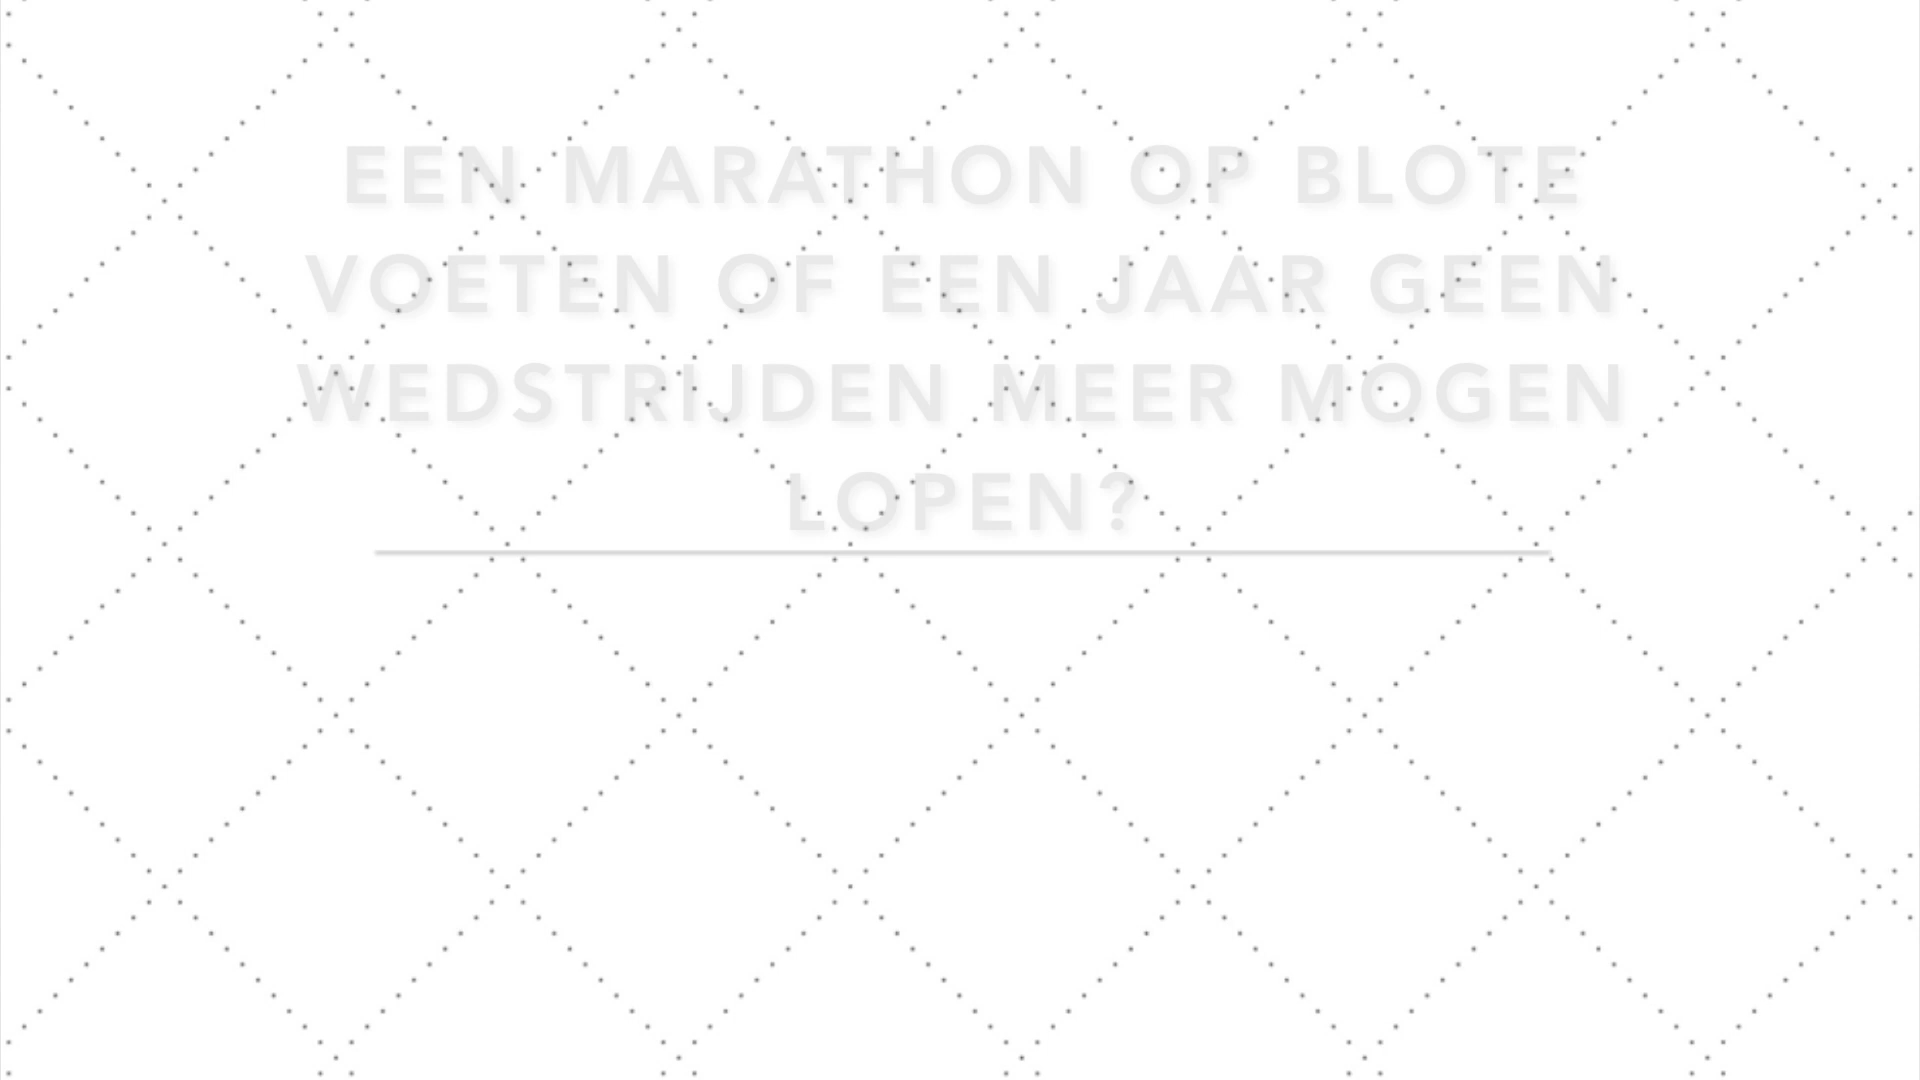 EEN MARATHON OP BLOTE
VOETEN OF EEN JAAR GEEN
WEDSTRIJDEN MEER MOGEN
LOPEN?